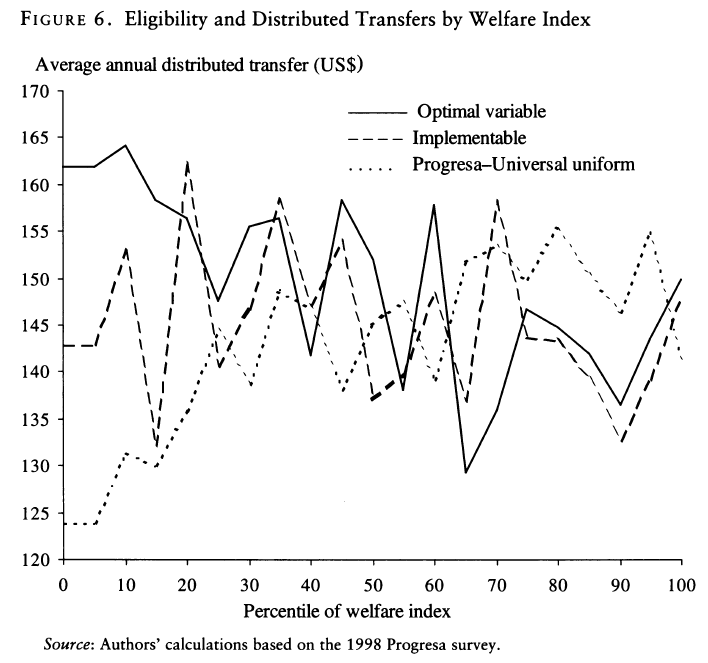 FIGURE 6. Eligibility and Distributed Transfers by Welfare Index
Average annual distributed transfer (US$)
170
165
160
155
150
145
140
135
130
125
120
Optimal variable
Implementable
Progresa–Universal uniform
0 10 20 30 40 50 60 70 80 90 100
Percentile of welfare index
Source: Authors' calculations based on the 1998 Progresa survey.